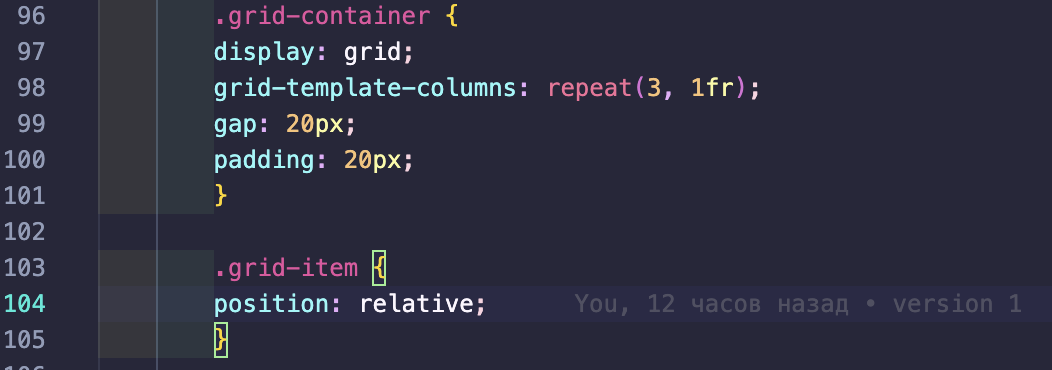 96 .grid-container {
97 display: grid;
98 grid-template-columns: repeat(3, 1fr);
99 gap: 20px;
100 padding: 20px;
101 }
102
103 .grid-item {
104 position: relative; You, 12 часов назад • version 1
105 }